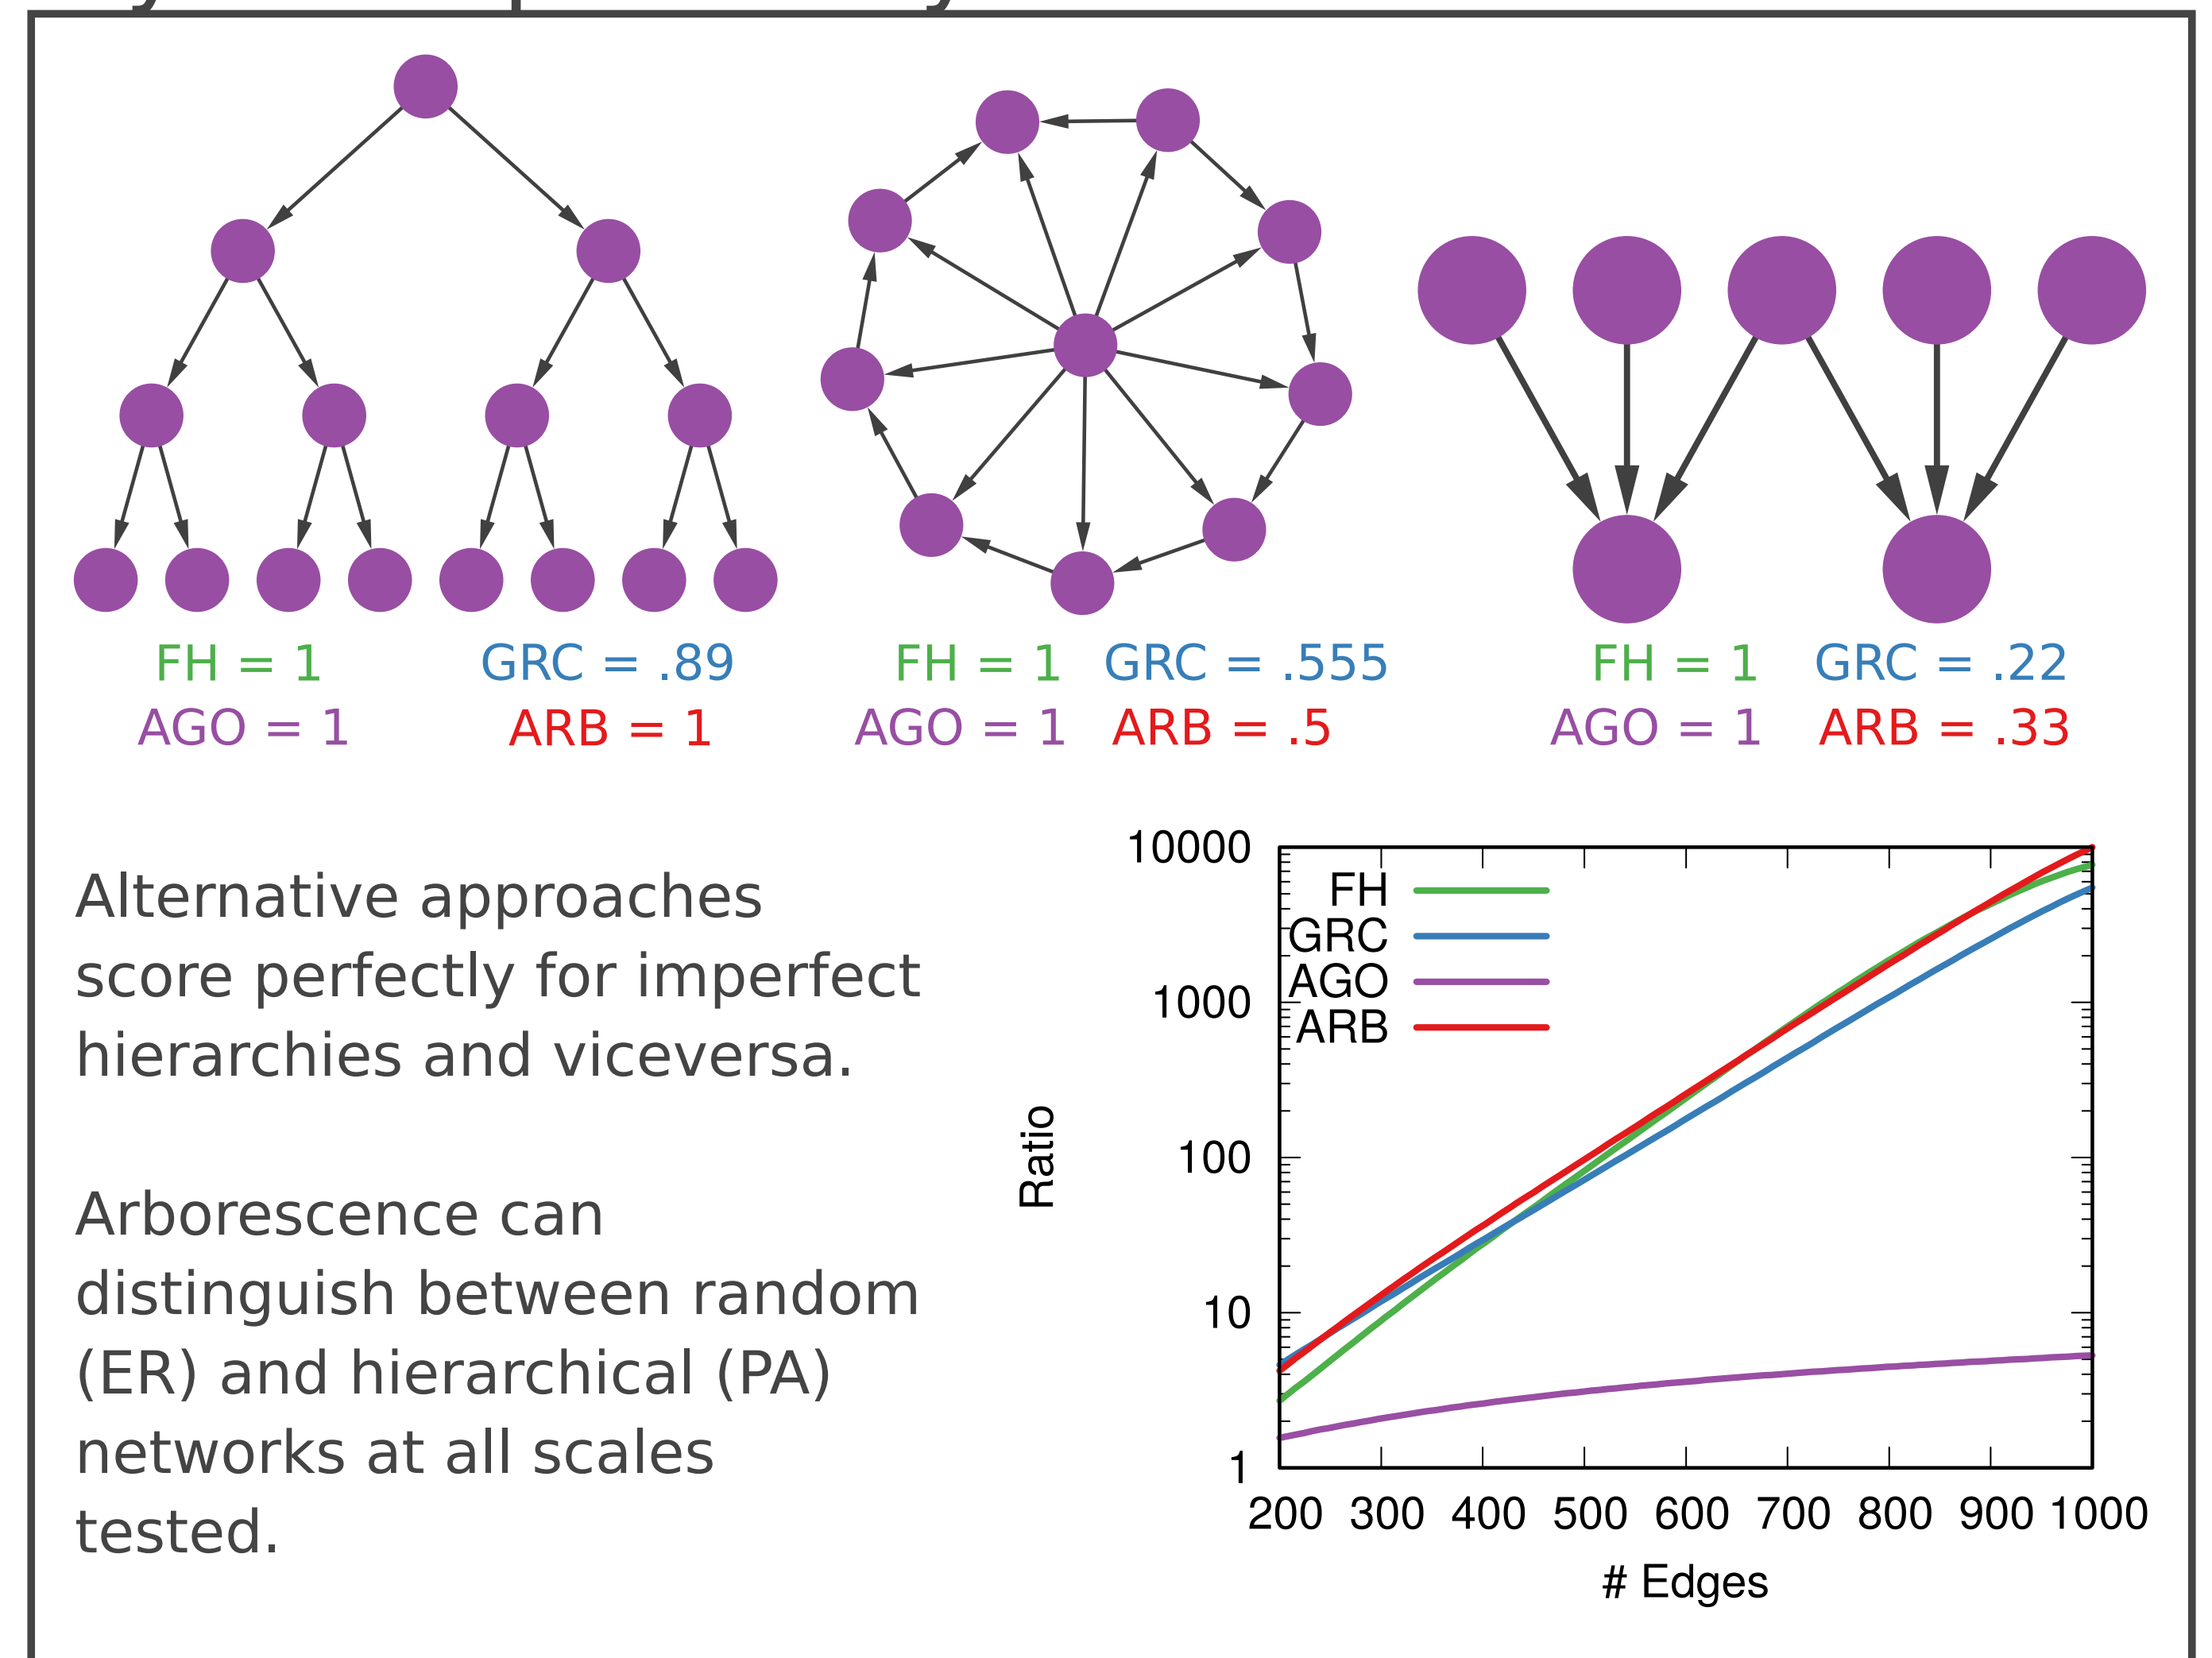 FH = 1 GRC = .89 FH = 1 GRC = .555 FH = 1 GRC = .22
AGO = 1 ARB = 1 AGO = 1 ARB = .5 AGO = 1 ARB = .33
Alternative approaches
score perfectly for imperfect
hierarchies and viceversa.
Arborescence can
distinguish between random
(ER) and hierarchical (PA)
networks at all scales
tested.
10000
1000
100
10
1
Ratio
FH
GRC
AGO
ARB
200 300 400 500 600 700 800 900 1000
# Edges